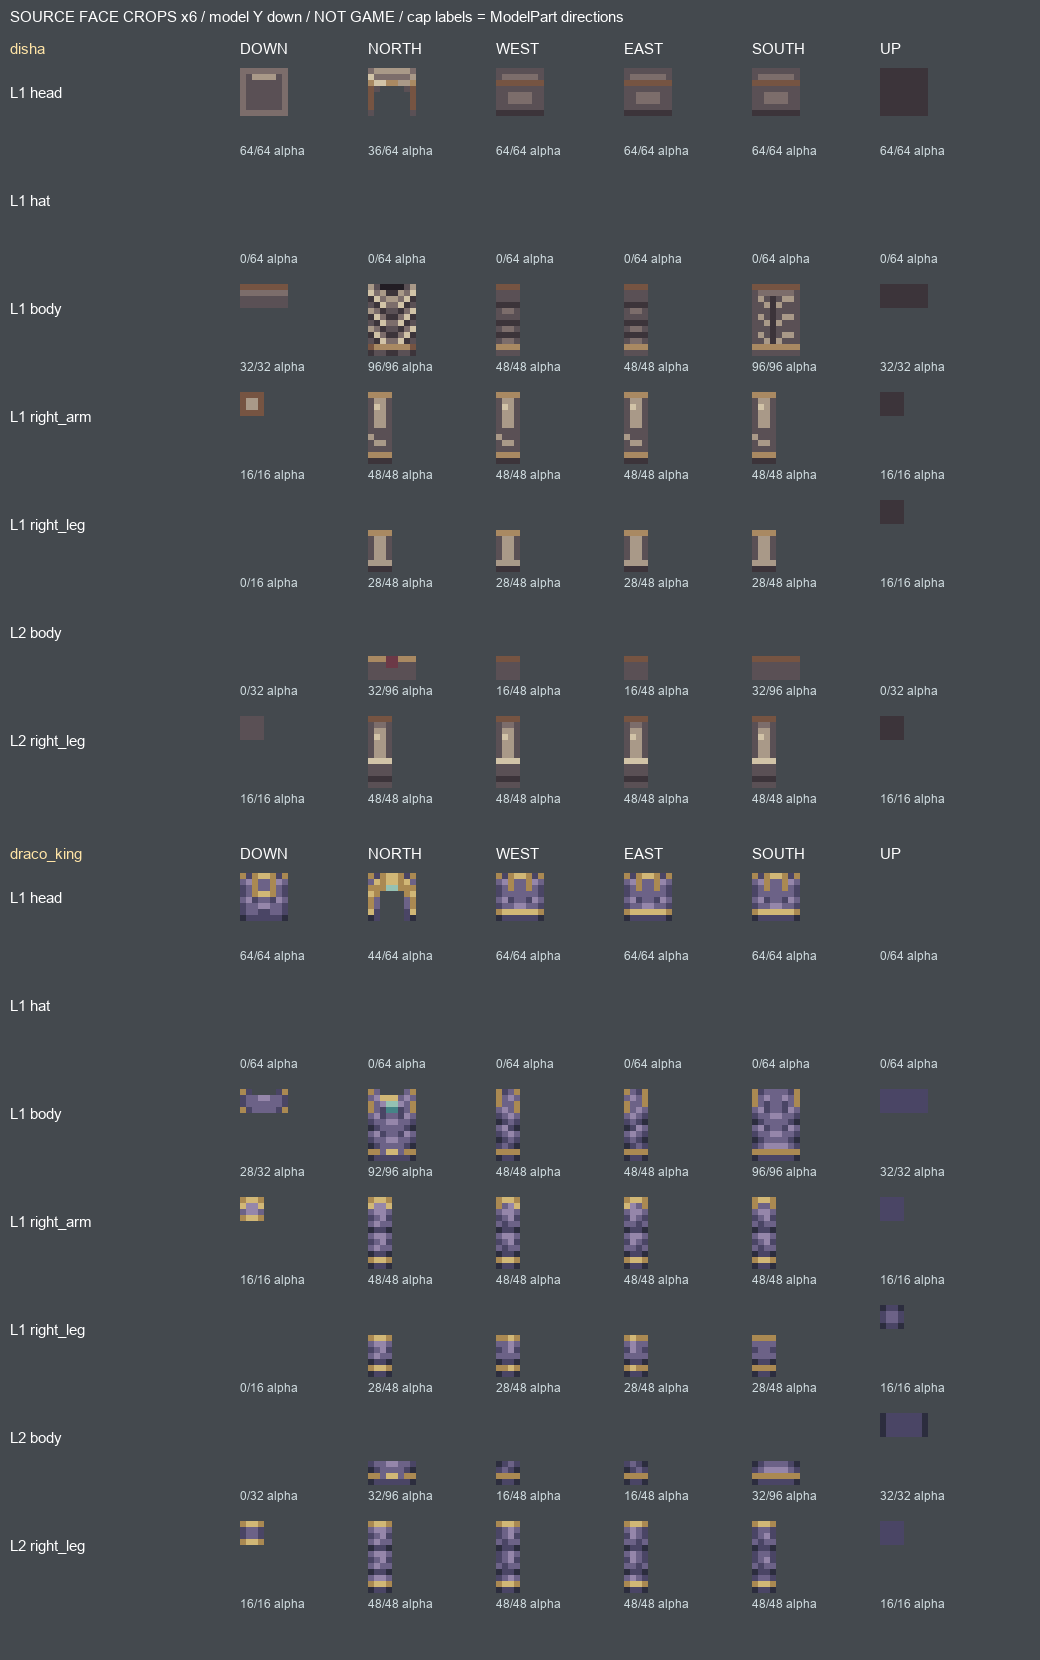 SOURCE FACE CROPS x6 / model Y down / NOT GAME / cap labels = ModelPart directions
disha DOWN NORTH WEST EAST SOUTH UP
L1 head
64/64 alpha 36/64 alpha 64/64 alpha 64/64 alpha 64/64 alpha 64/64 alpha
L1 hat
0/64 alpha 0/64 alpha 0/64 alpha 0/64 alpha 0/64 alpha 0/64 alpha
L1 body
32/32 alpha 96/96 alpha 48/48 alpha 48/48 alpha 96/96 alpha 32/32 alpha
L1 right_arm
16/16 alpha 48/48 alpha 48/48 alpha 48/48 alpha 48/48 alpha 16/16 alpha
L1 right_leg
0/16 alpha 28/48 alpha 28/48 alpha 28/48 alpha 28/48 alpha 16/16 alpha
L2 body
0/32 alpha 32/96 alpha 16/48 alpha 16/48 alpha 32/96 alpha 0/32 alpha
L2 right_leg
16/16 alpha 48/48 alpha 48/48 alpha 48/48 alpha 48/48 alpha 16/16 alpha
draco_king DOWN NORTH WEST EAST SOUTH UP
L1 head
64/64 alpha 44/64 alpha 64/64 alpha 64/64 alpha 64/64 alpha 0/64 alpha
L1 hat
0/64 alpha 0/64 alpha 0/64 alpha 0/64 alpha 0/64 alpha 0/64 alpha
L1 body
28/32 alpha 92/96 alpha 48/48 alpha 48/48 alpha 96/96 alpha 32/32 alpha
L1 right_arm
16/16 alpha 48/48 alpha 48/48 alpha 48/48 alpha 48/48 alpha 16/16 alpha
L1 right_leg
0/16 alpha 28/48 alpha 28/48 alpha 28/48 alpha 28/48 alpha 16/16 alpha
L2 body
0/32 alpha 32/96 alpha 16/48 alpha 16/48 alpha 32/96 alpha 32/32 alpha
L2 right_leg
16/16 alpha 48/48 alpha 48/48 alpha 48/48 alpha 48/48 alpha 16/16 alpha